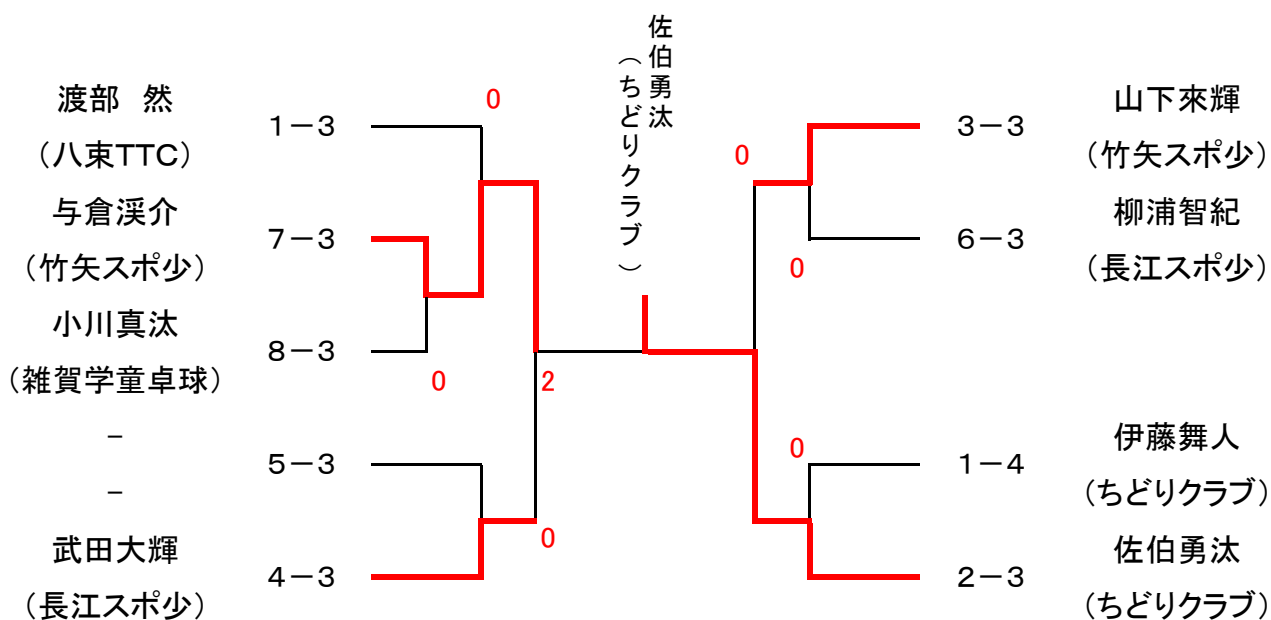 佐伯勇汰
（ちどりクラブ）
渡部　然
（八束TTC）
1－3
0
与倉渓介
（竹矢スポ少）
7－3
小川真汰
（雑賀学童卓球）
8－3
0
2
－
－
5－3
武田大輝
（長江スポ少）
4－3
0
山下來輝
（竹矢スポ少）
3－3
0
柳浦智紀
（長江スポ少）
6－3
0
伊藤舞人
（ちどりクラブ）
1－4
0
佐伯勇汰
（ちどりクラブ）
2－3